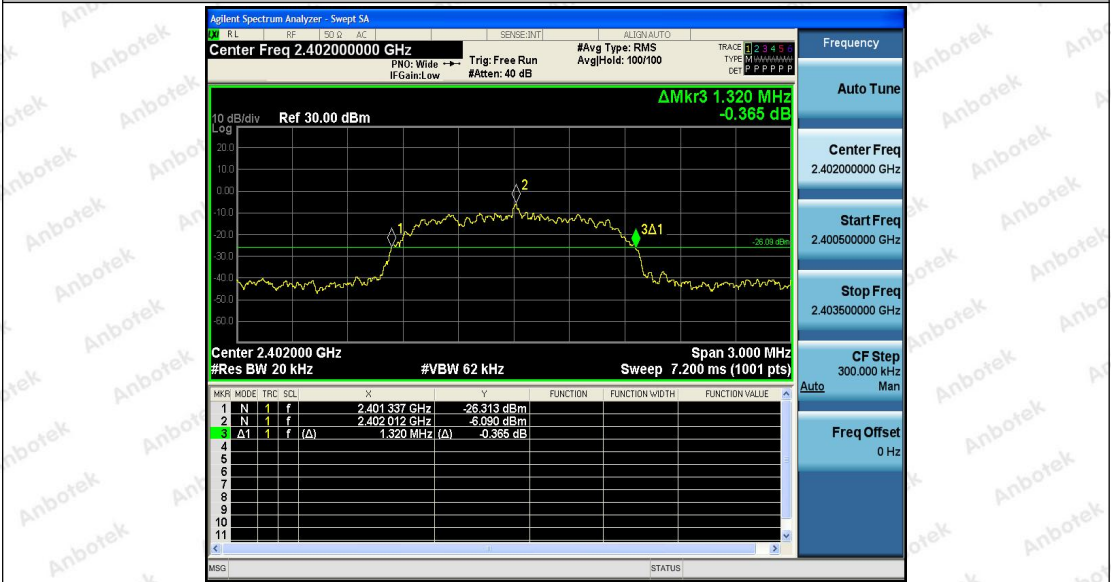 Agilent Spectrum Analyzer - Swept SA
RL RF 50 Ω AC SENSE:INT ALIGNAUTO
Center Freq 2.402000000 GHz
PNO: Wide
IFGain:Low
Trig: Free Run
#Atten: 40 dB
#Avg Type: RMS
Avg|Hold: 100/100
TRACE 1 2 3 4 5 6
TYPE M
DET P P P P P P
ΔMkr3 1.320 MHz
-0.365 dB
10 dB/div Ref 30.00 dBm
Log
20.0
10.0
0.00
-10.0
-20.0
-30.0
-40.0
-50.0
-60.0
1
2
3Δ1
-26.09 dBm
Center 2.402000 GHz Span 3.000 MHz
#Res BW 20 kHz #VBW 62 kHz Sweep 7.200 ms (1001 pts)
MKR MODE TRC SCL X Y FUNCTION FUNCTION WIDTH FUNCTION VALUE
1 N 1 f 2.401 337 GHz -26.313 dBm
2 N 1 f 2.402 012 GHz -6.090 dBm
3 Δ1 1 f (Δ) 1.320 MHz (Δ) -0.365 dB
4
5
6
7
8
9
10
11
MSG STATUS
Frequency
Auto Tune
Center Freq
2.402000000 GHz
Start Freq
2.400500000 GHz
Stop Freq
2.403500000 GHz
CF Step
300.000 kHz
Auto Man
Freq Offset
0 Hz
Anbotek